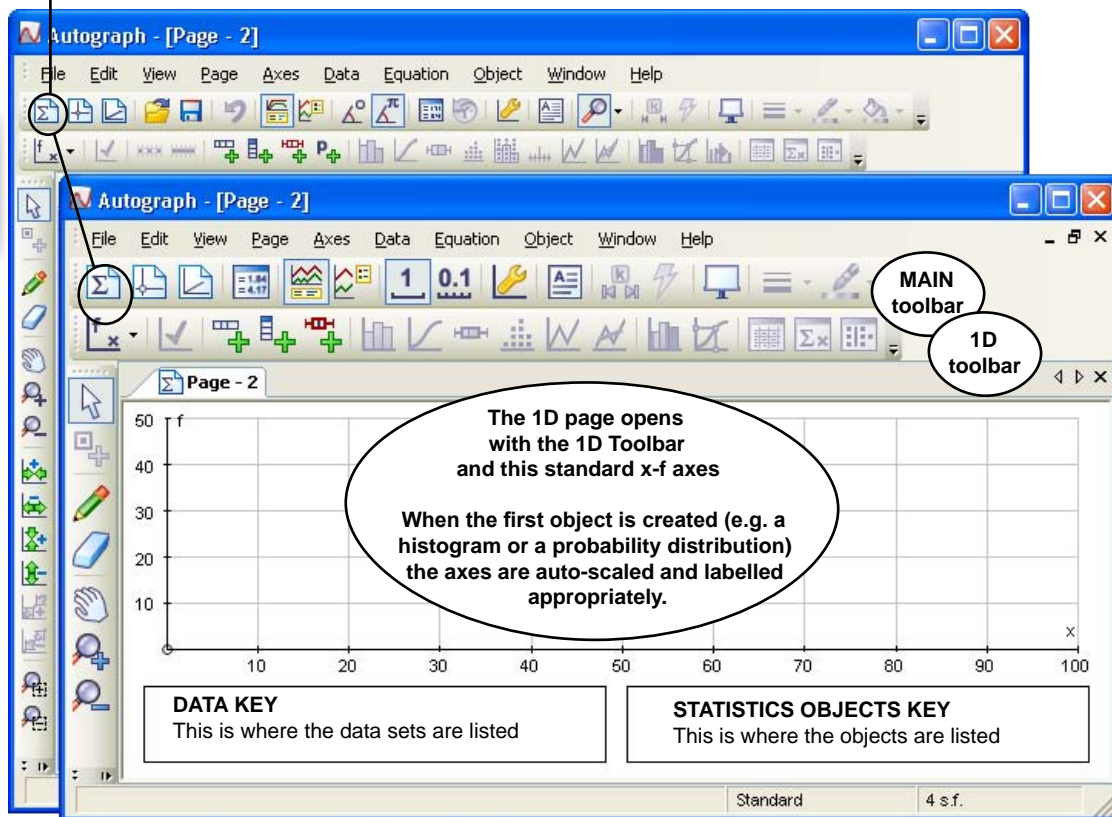 Autograph - [Page - 2]
File Edit View Page Axes Data Equation Object Window Help
Autograph - [Page - 2]
File Edit View Page Axes Data Equation Object Window Help
1 0.1
MAIN
toolbar
1D
toolbar
Page - 2
The 1D page opens
with the 1D Toolbar
and this standard x-f axes
When the first object is created (e.g. a
histogram or a probability distribution)
the axes are auto-scaled and labelled
appropriately.
50 f
40
30
20
10
x
10 20 30 40 50 60 70 80 90 100
DATA KEY
This is where the data sets are listed
STATISTICS OBJECTS KEY
This is where the objects are listed
Standard 4 s.f.